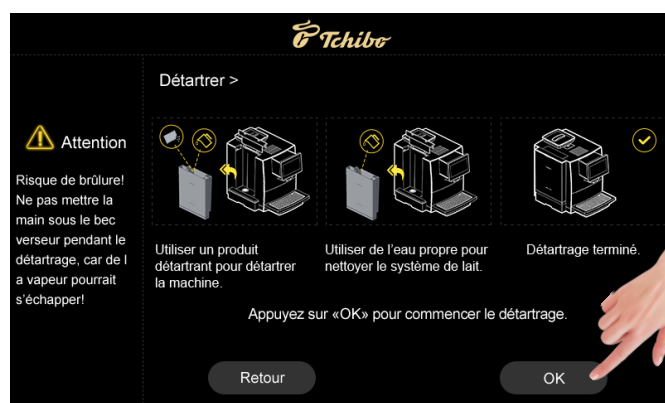 Tchibo
Détartrer >
Attention
Risque de brûlure!
Ne pas mettre la
main sous le bec
verseur pendant le
détartrage, car de l
a vapeur pourrait
s’échapper!
Utiliser un produit
détartrant pour détartrer
la machine.
Utiliser de l’eau propre pour
nettoyer le système de lait.
Détartrage terminé.
Appuyez sur «OK» pour commencer le détartrage.
Retour
OK